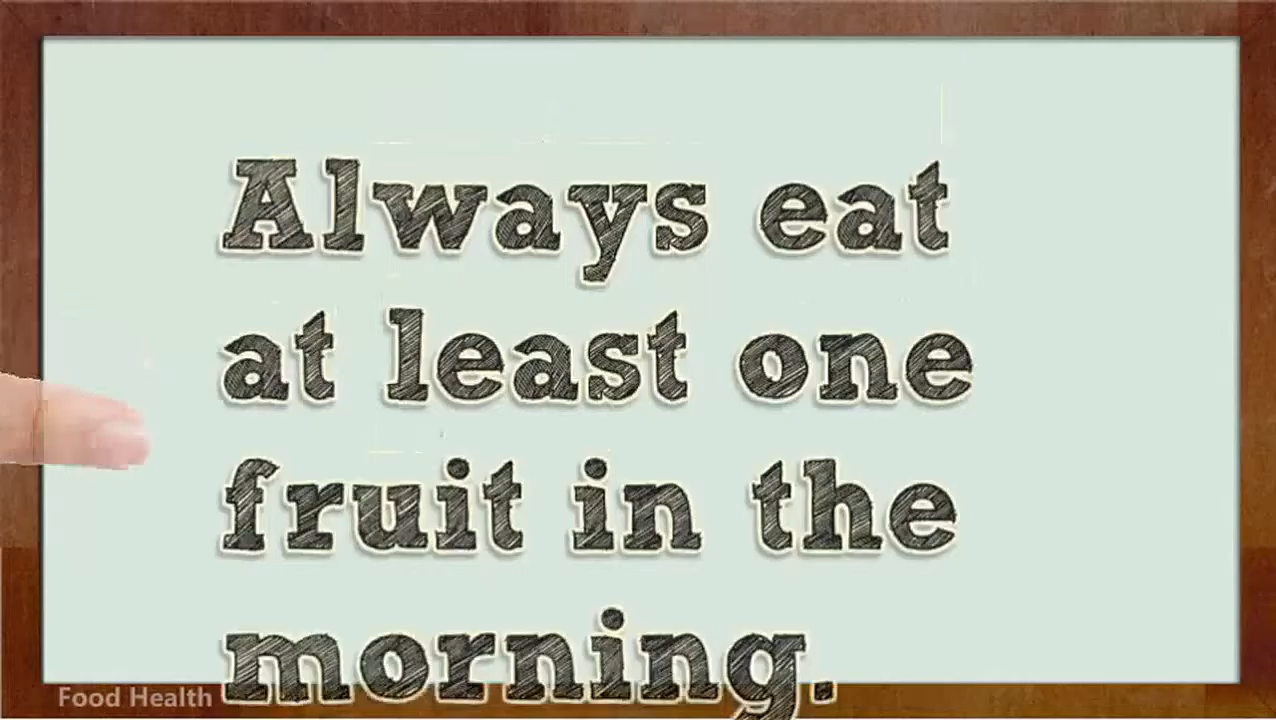 Always eat
at least one
fruit in the
morning.
Food Health